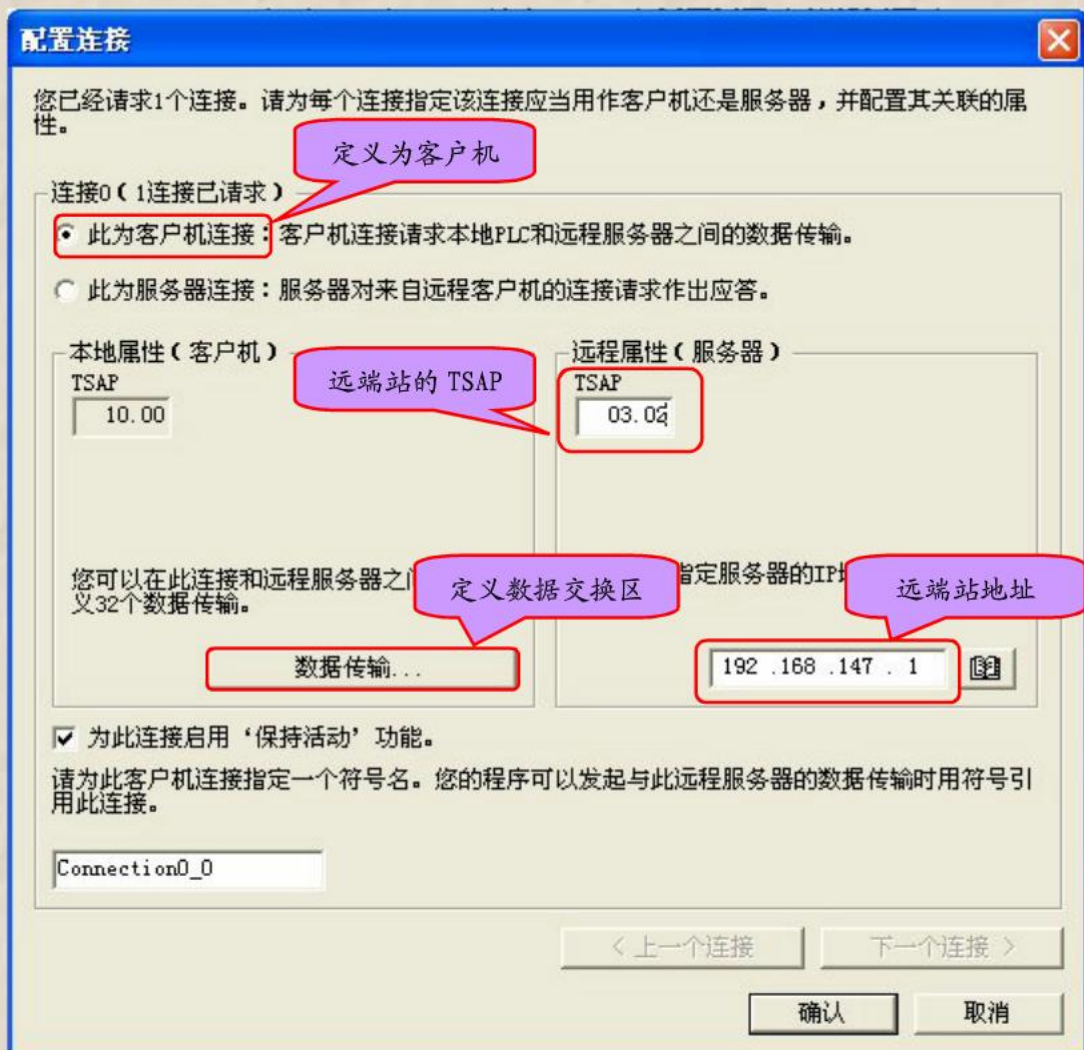 配置连接
您已经请求1个连接。请为每个连接指定该连接应当用作客户机还是服务器，并配置其关联的属
性。
定义为客户机
连接0（1连接已请求）
此为客户机连接：客户机连接请求本地PLC和远程服务器之间的数据传输。
此为服务器连接：服务器对来自远程客户机的连接请求作出应答。
本地属性（客户机）
远程属性（服务器）
TSAP
10.00
远端站的 TSAP
TSAP
03.02
您可以在此连接和远程服务器之
义32个数据传输。
定义数据交换区
指定服务器的IP
远端站地址
数据传输...
192 .168 .147 . 1
为此连接启用‘保持活动’功能。
请为此客户机连接指定一个符号名。您的程序可以发起与此远程服务器的数据传输时用符号引
用此连接。
Connection0_0
< 上一个连接
下一个连接 >
确认
取消